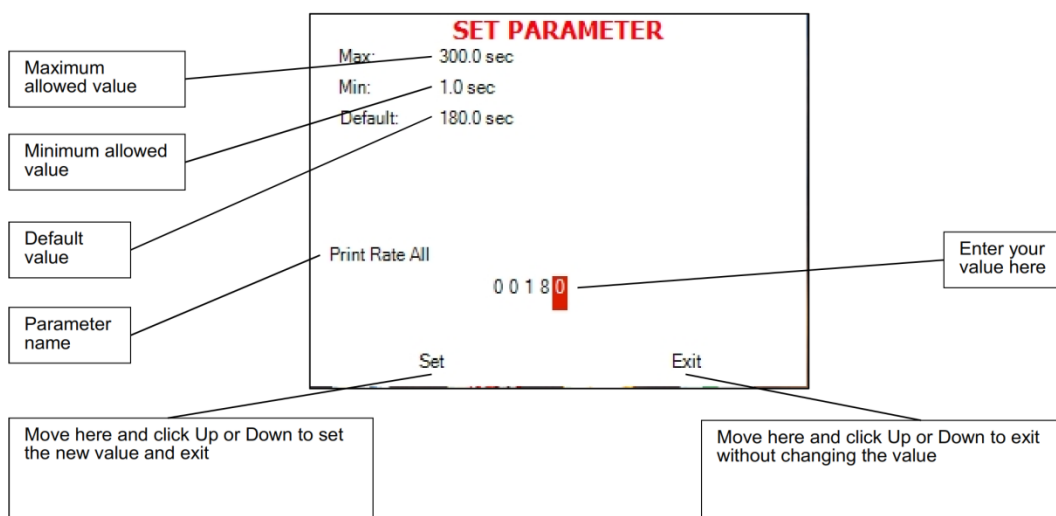 SET PARAMETER
Maximum
allowed value
Max: 300.0 sec
Min: 1.0 sec
Default: 180.0 sec
Minimum allowed
value
Default
value
Print Rate All
Enter your
value here
0 0 1 8 0
Parameter
name
Set Exit
Move here and click Up or Down to set
the new value and exit
Move here and click Up or Down to exit
without changing the value